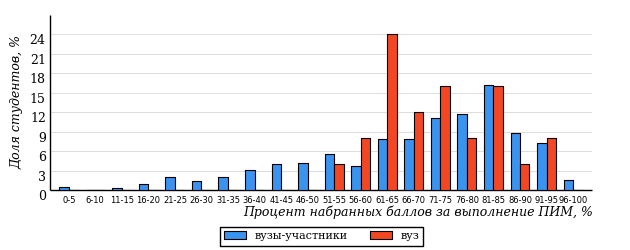 Доля студентов, %
24
21
18
15
12
9
6
3
0
0-5 6-10 11-15 16-20 21-25 26-30 31-35 36-40 41-45 46-50 51-55 56-60 61-65 66-70 71-75 76-80 81-85 86-90 91-95 96-100
Процент набранных баллов за выполнение ПИМ, %
вузы-участники вуз